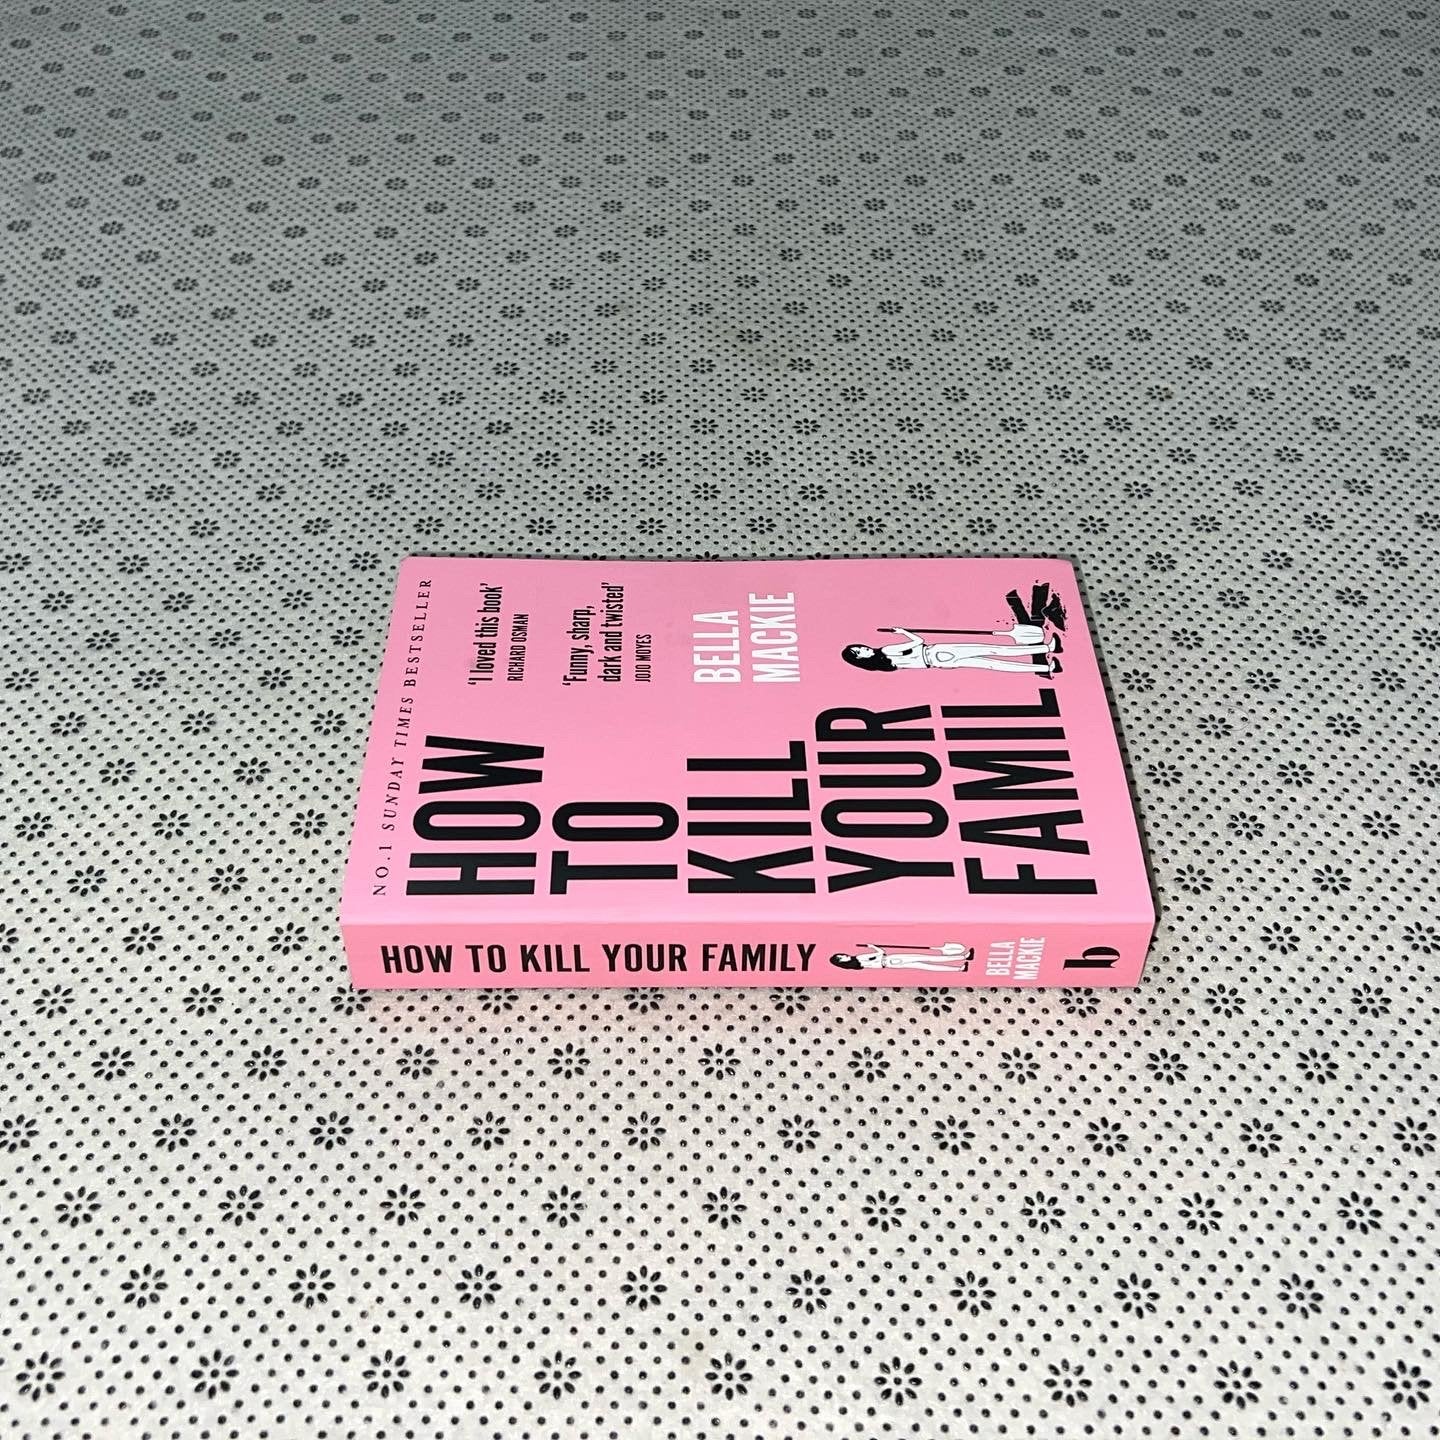 NO.1 SUNDAY TIMES BESTSELLER
'I loved this book'
RICHARD OSMAN
'Funny, sharp,
dark and twisted'
JOJO MOYES
BELLA
MACKIE
HOW
TO
KILL
YOUR
FAMIL
HOW TO KILL YOUR FAMILY
BELLA
MACKIE
b